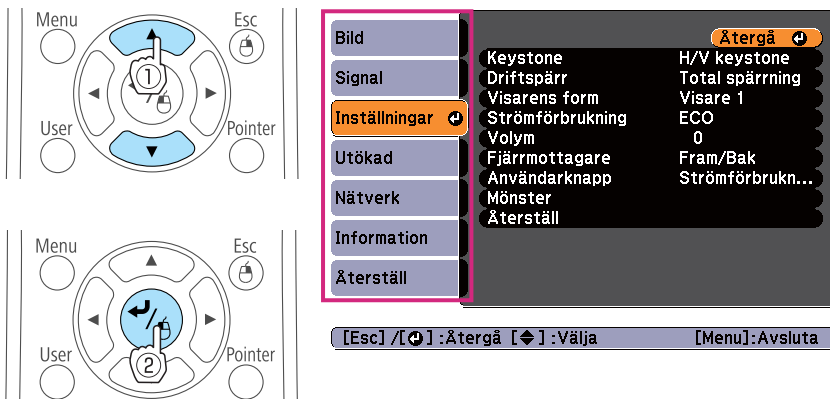 Menu
Esc
1
User
Pointer
Menu
Esc
User
Pointer
2
Bild
Signal
Inställningar
Utökad
Nätverk
Information
Återställ
Återgå
Keystone H/V keystone
Driftspärr Total spärrning
Visarens form Visare 1
Strömförbrukning ECO
Volym 0
Fjärrmottagare Fram/Bak
Användarknapp Strömförbrukn...
Mönster
Återställ
[Esc] /[ ] :Återgå [ ] :Välja [Menu]:Avsluta